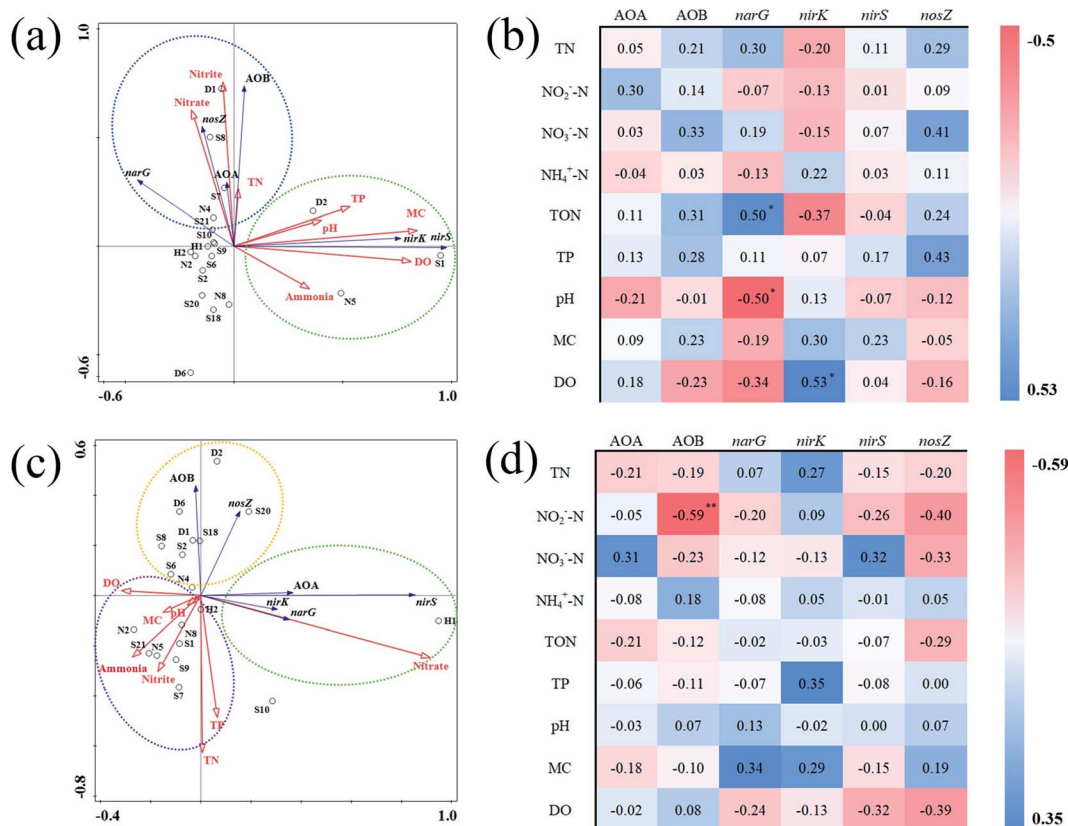 (a)
1.0
-0.6
-0.6
1.0
Nitrite
AOB
D1
Nitrate
nosZ
S8
narG
AOA
TN
S7
D2
TP
N4
S21
MC
pH
S10
nirK
nirS
H1
S9
H2
N2
S6
DO
S1
S2
Ammonia
N5
S20
N8
S18
D6
(b)
AOA AOB narG nirK nirS nosZ
TN 0.05 0.21 0.30 -0.20 0.11 0.29
NO₂⁻-N 0.30 0.14 -0.07 -0.13 0.01 0.09
NO₃⁻-N 0.03 0.33 0.19 -0.15 0.07 0.41
NH₄⁺-N -0.04 0.03 -0.13 0.22 0.03 0.11
TON 0.11 0.31 0.50* -0.37 -0.04 0.24
TP 0.13 0.28 0.11 0.07 0.17 0.43
pH -0.21 -0.01 -0.50* 0.13 -0.07 -0.12
MC 0.09 0.23 -0.19 0.30 0.23 -0.05
DO 0.18 -0.23 -0.34 0.53* 0.04 -0.16
-0.5
0.53
(c)
0.6
-0.8
-0.4
1.0
D2
AOB
D6
nosZ
S20
D1
S18
S8
S2
S6
N4
DO
AOA
nirK
nirS
MC
pH
H2
narG
H1
N2
N8
S21
N5
S1
Ammonia
S9
Nitrate
Nitrite
S7
S10
TP
TN
(d)
AOA AOB narG nirK nirS nosZ
TN -0.21 -0.19 0.07 0.27 -0.15 -0.20
NO₂⁻-N -0.05 -0.59** -0.20 0.09 -0.26 -0.40
NO₃⁻-N 0.31 -0.23 -0.12 -0.13 0.32 -0.33
NH₄⁺-N -0.08 0.18 -0.08 0.05 -0.01 0.05
TON -0.21 -0.12 -0.02 -0.03 -0.07 -0.29
TP -0.06 -0.11 -0.07 0.35 -0.08 0.00
pH -0.03 0.07 0.13 -0.02 0.00 0.07
MC -0.18 -0.10 0.34 0.29 -0.15 0.19
DO -0.02 0.08 -0.24 -0.13 -0.32 -0.39
-0.59
0.35